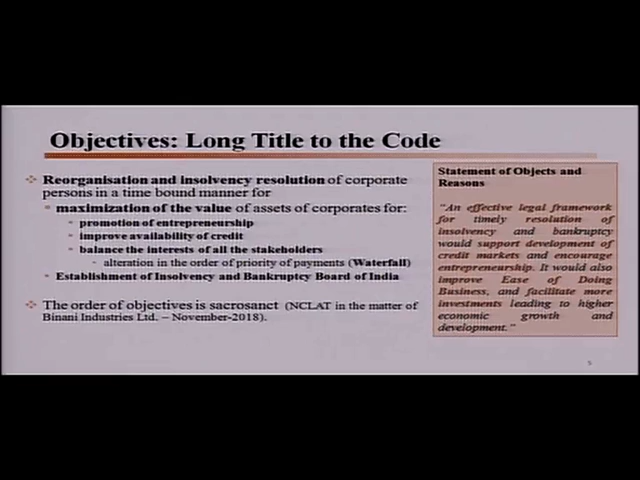 Objectives: Long Title to the Code
Reorganisation and insolvency resolution of corporate
persons in a time bound manner for
maximization of the value of assets of corporates for:
promotion of entrepreneurship
improve availability of credit
balance the interests of all the stakeholders
alteration in the order of priority of payments (Waterfall)
Establishment of Insolvency and Bankruptcy Board of India
The order of objectives is sacrosanct (NCLAT in the matter of
Binani Industries Ltd. – November-2018).
Statement of Objects and
Reasons
"An effective legal framework
for timely resolution of
insolvency and bankruptcy
would support development of
credit markets and encourage
entrepreneurship. It would also
improve Ease of Doing
Business, and facilitate more
investments leading to higher
economic growth and
development."